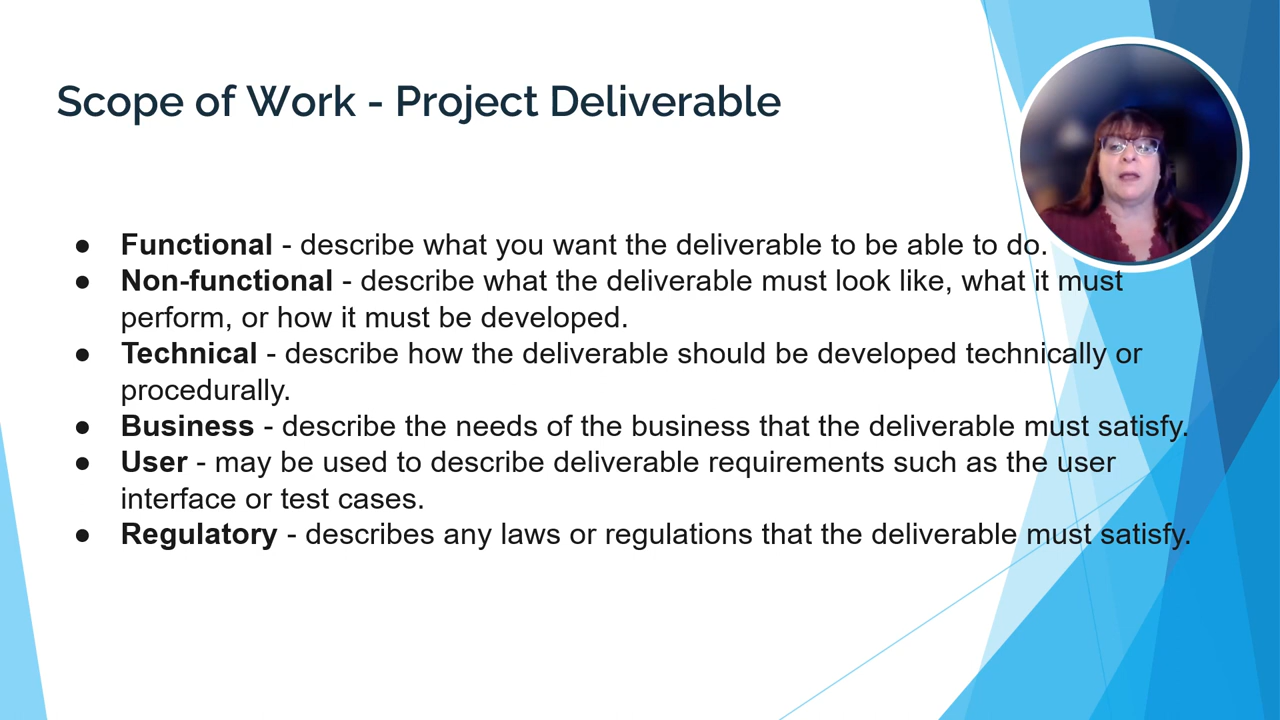 Scope of Work - Project Deliverable
● Functional - describe what you want the deliverable to be able to do.
● Non-functional - describe what the deliverable must look like, what it must
perform, or how it must be developed.
● Technical - describe how the deliverable should be developed technically or
procedurally.
● Business - describe the needs of the business that the deliverable must satisfy.
● User - may be used to describe deliverable requirements such as the user
interface or test cases.
● Regulatory - describes any laws or regulations that the deliverable must satisfy.